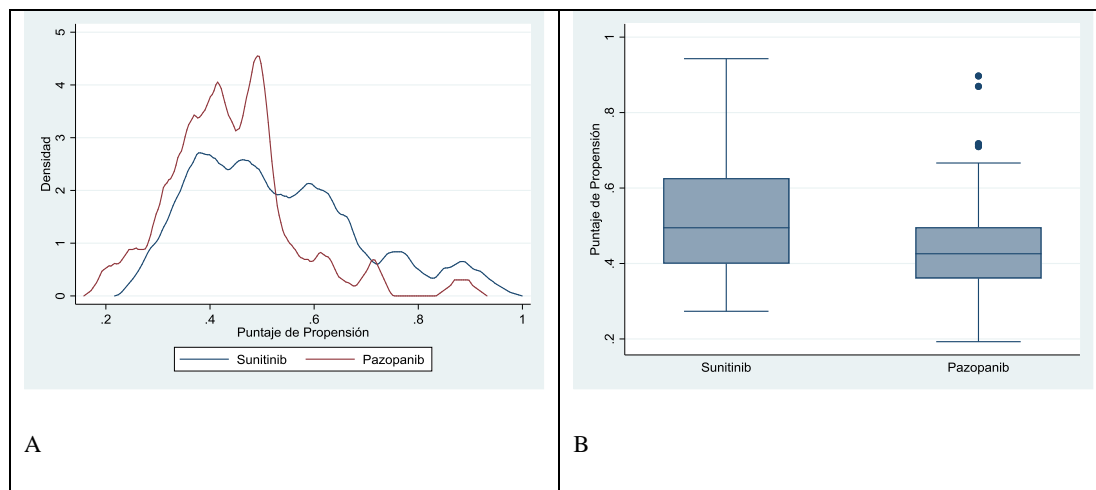 5
4
3
2
1
0
Densidad
.2 .4 .6 .8 1
Puntaje de Propensión
Sunitinib Pazopanib
A
1
.8
.6
.4
.2
Puntaje de Propensión
Sunitinib Pazopanib
B